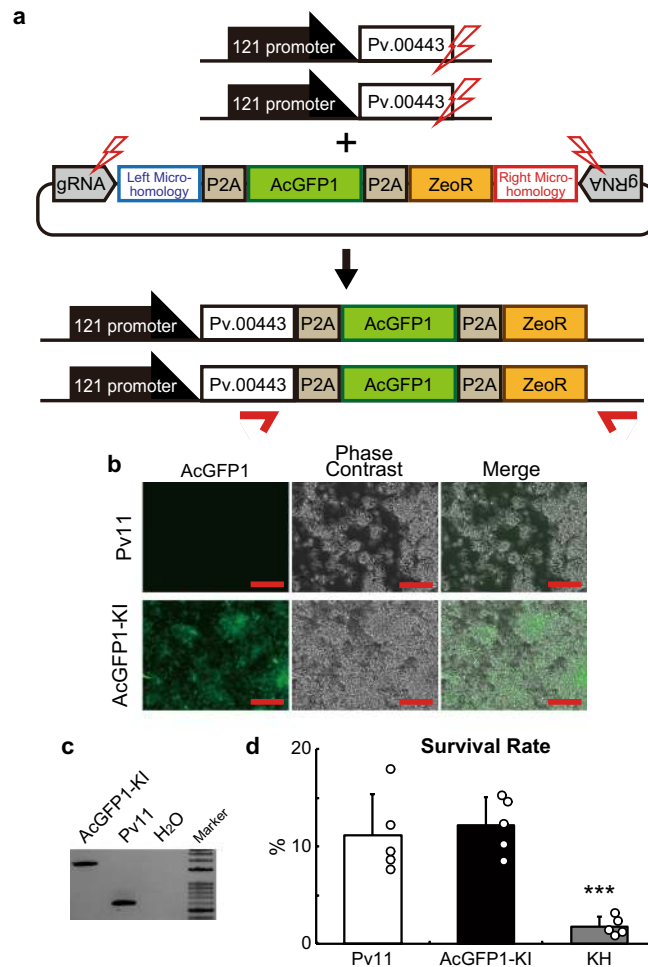 a
121 promoter Pv.00443
121 promoter Pv.00443
+
gRNA Left Micro-homology P2A AcGFP1 P2A ZeoR Right Micro-homology gRNA
121 promoter Pv.00443 P2A AcGFP1 P2A ZeoR
121 promoter Pv.00443 P2A AcGFP1 P2A ZeoR
b
AcGFP1 Phase Contrast Merge
Pv11
AcGFP1-KI
c
AcGFP1-KI Pv11 H2O Marker
d
Survival Rate
%
20
10
0
***
Pv11 AcGFP1-KI KH